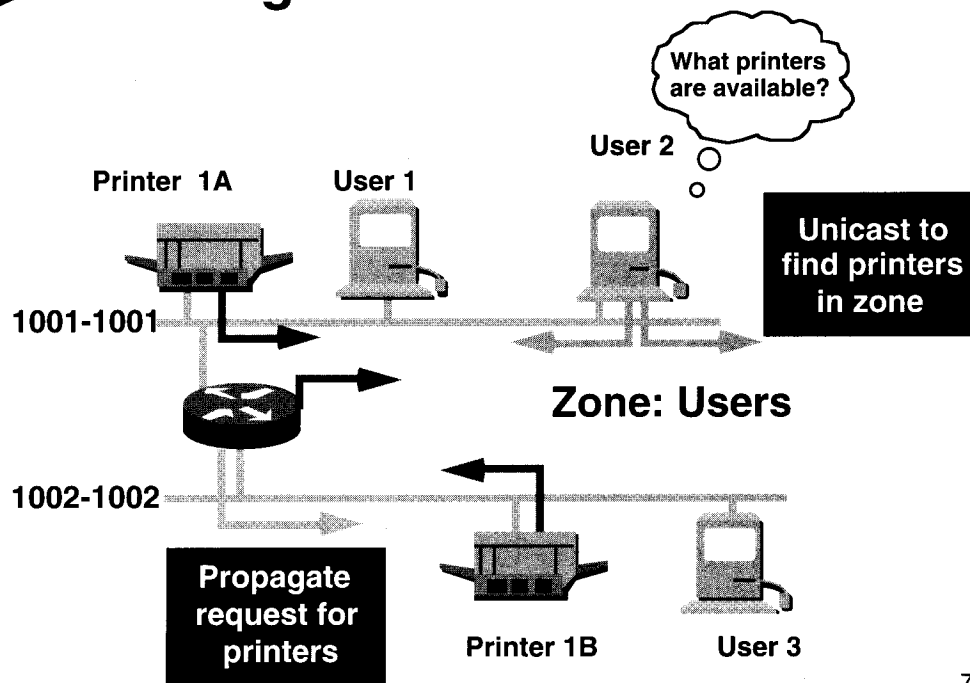 What printers
are available?
User 2
Printer 1A
User 1
Unicast to
find printers
in zone
1001-1001
Zone: Users
1002-1002
Propagate
request for
printers
Printer 1B
User 3